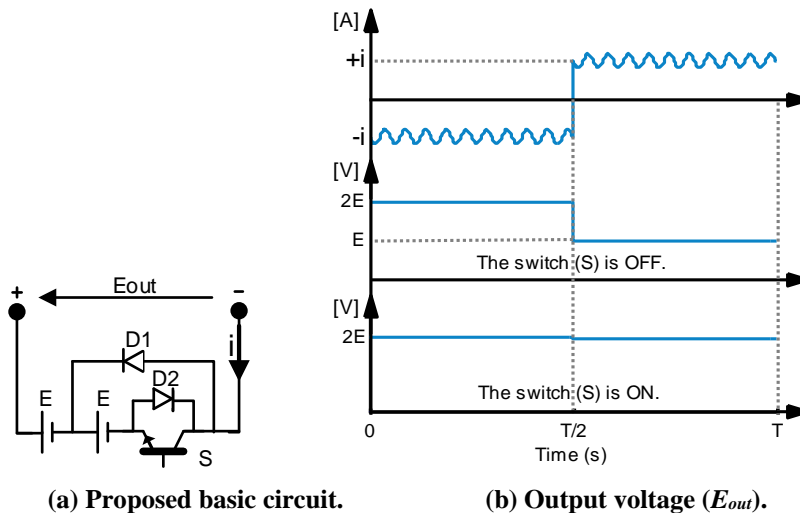 [A]
+i
-i
[V]
2E
E
The switch (S) is OFF.
[V]
2E
The switch (S) is ON.
0 T/2 T
Time (s)
+ Eout -
i
D1
D2
E E
S
(a) Proposed basic circuit. (b) Output voltage (Eout).